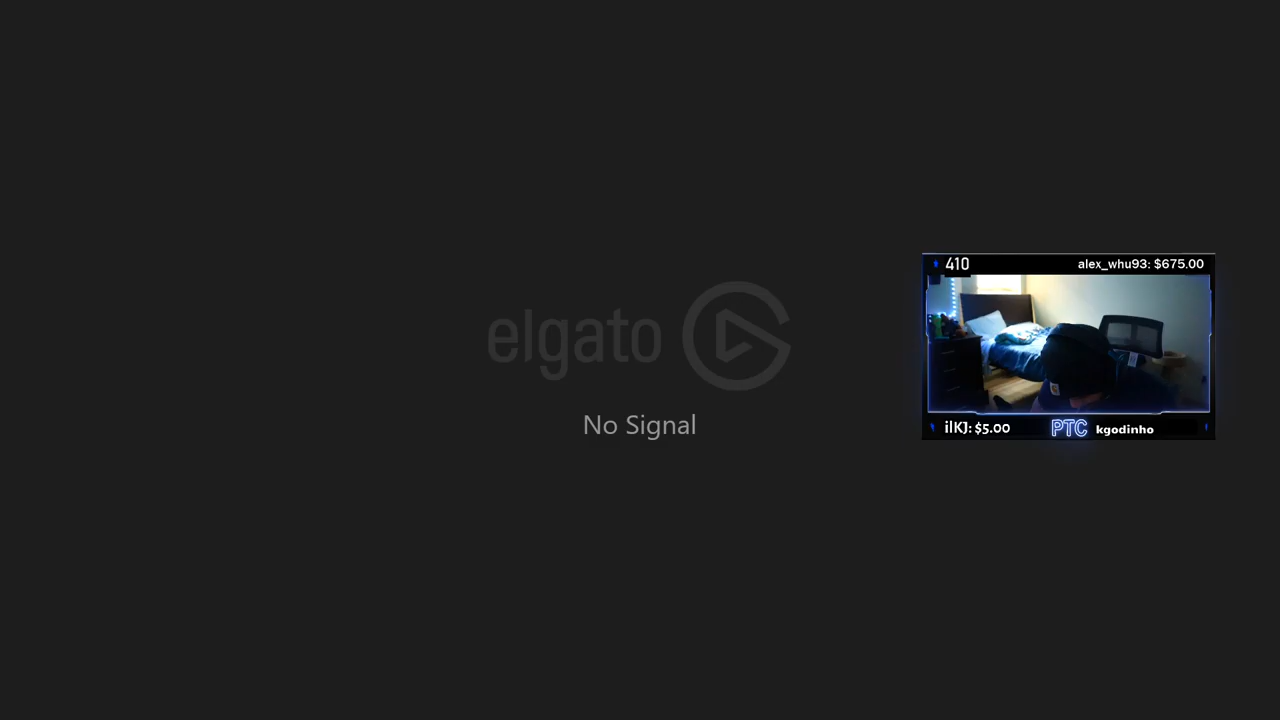 410
alex_whu93: $675.00
elgato
No Signal
ilKJ: $5.00
PTC
kgodinho